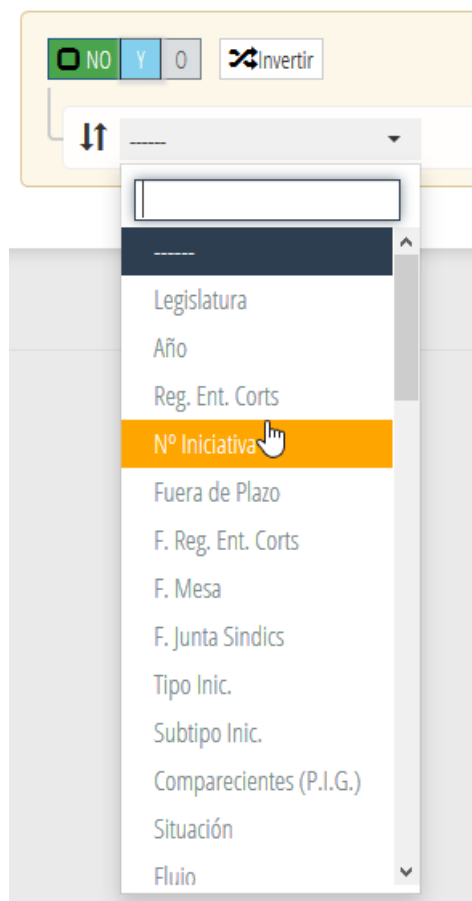 NO Y O Invertir
------
------
Legislatura
Año
Reg. Ent. Corts
Nº Iniciativa
Fuera de Plazo
F. Reg. Ent. Corts
F. Mesa
F. Junta Sindics
Tipo Inic.
Subtipo Inic.
Comparecientes (P.I.G.)
Situación
Flujo